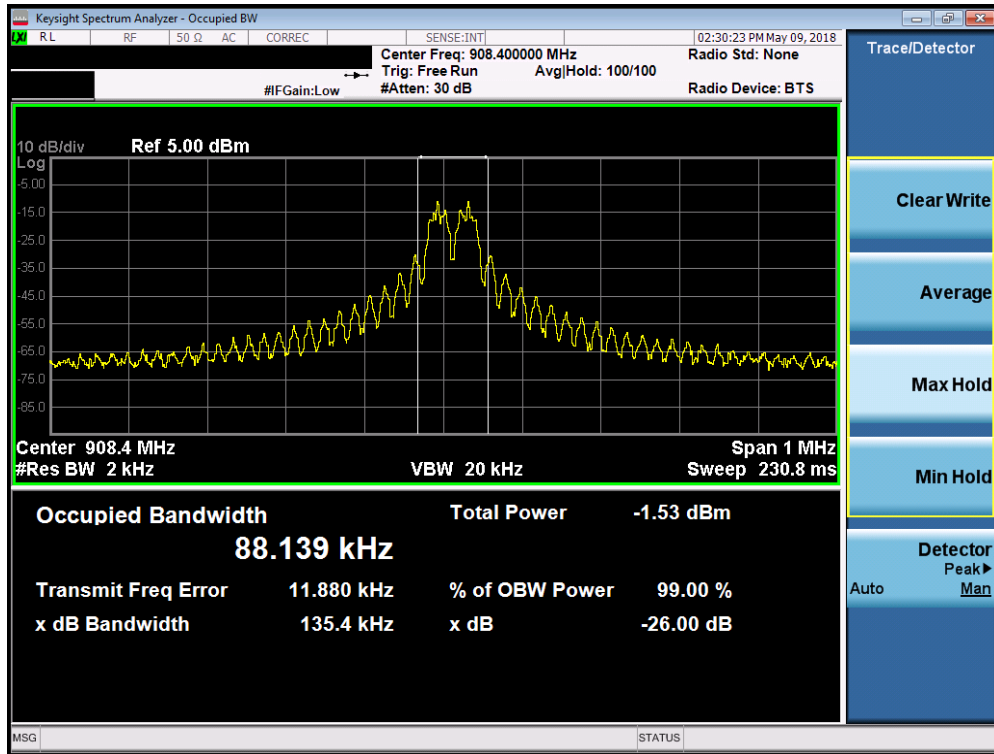 Keysight Spectrum Analyzer - Occupied BW
LXI RL RF 50 Ω AC CORREC SENSE:INT 02:30:23 PM May 09, 2018
Center Freq: 908.400000 MHz Radio Std: None
Trig: Free Run Avg|Hold: 100/100
#IFGain:Low #Atten: 30 dB Radio Device: BTS
10 dB/div Ref 5.00 dBm
Log
-5.00
-15.0
-25.0
-35.0
-45.0
-55.0
-65.0
-75.0
-85.0
Center 908.4 MHz Span 1 MHz
#Res BW 2 kHz VBW 20 kHz Sweep 230.8 ms
Occupied Bandwidth Total Power -1.53 dBm
88.139 kHz
Transmit Freq Error 11.880 kHz % of OBW Power 99.00 %
x dB Bandwidth 135.4 kHz x dB -26.00 dB
MSG STATUS
Trace/Detector
Clear Write
Average
Max Hold
Min Hold
Detector
Peak▶
Auto Man